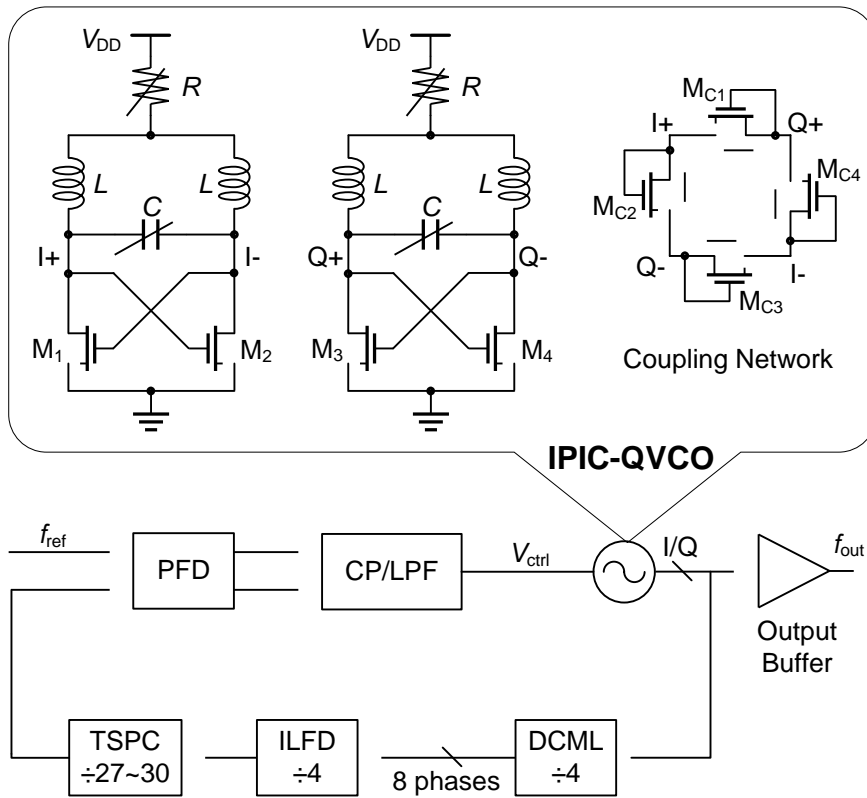 VDD
VDD
R
R
L
L
L
L
C
C
I+
I-
Q+
Q-
M1
M2
M3
M4
MC1
I+
Q+
MC4
MC2
Q-
I-
MC3
Coupling Network
IPIC-QVCO
fref
PFD
CP/LPF
Vctrl
I/Q
fout
Output
Buffer
TSPC
÷27~30
ILFD
÷4
8 phases
DCML
÷4